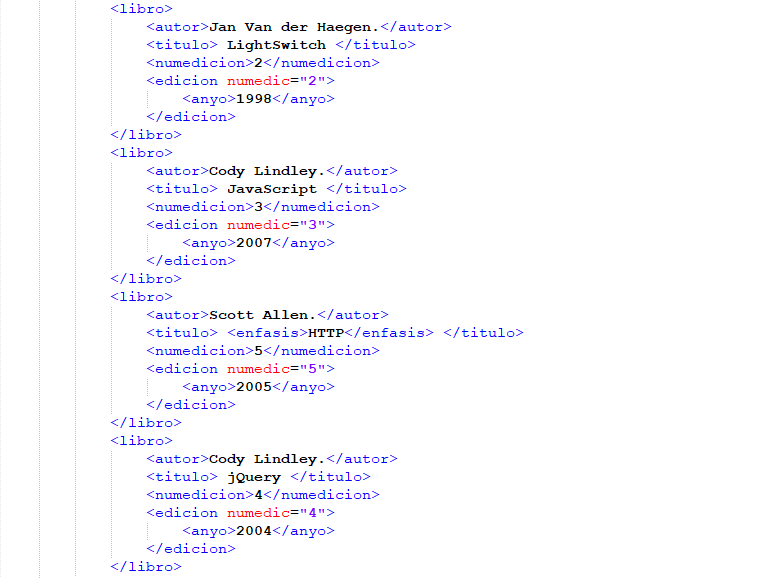 <libro>
<autor>Jan Van der Haegen.</autor>
<titulo> LightSwitch </titulo>
<numedicion>2</numedicion>
<edicion numedic="2">
<anyo>1998</anyo>
</edicion>
</libro>
<libro>
<autor>Cody Lindley.</autor>
<titulo> JavaScript </titulo>
<numedicion>3</numedicion>
<edicion numedic="3">
<anyo>2007</anyo>
</edicion>
</libro>
<libro>
<autor>Scott Allen.</autor>
<titulo> <enfasis>HTTP</enfasis> </titulo>
<numedicion>5</numedicion>
<edicion numedic="5">
<anyo>2005</anyo>
</edicion>
</libro>
<libro>
<autor>Cody Lindley.</autor>
<titulo> jQuery </titulo>
<numedicion>4</numedicion>
<edicion numedic="4">
<anyo>2004</anyo>
</edicion>
</libro>